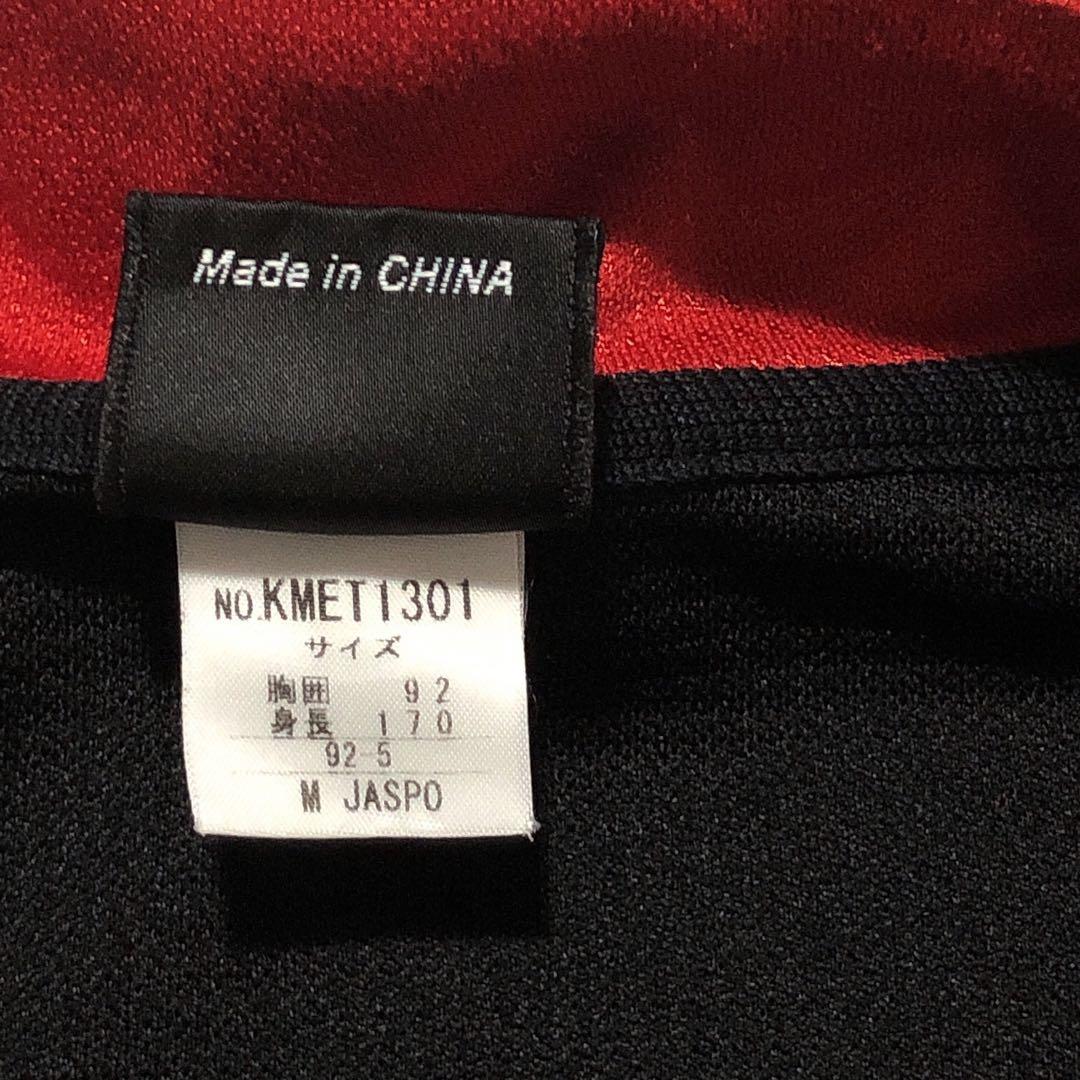 Made in CHINA
NO.KMET1301
サイズ
胸囲 92
身長 170
92-5
M JASPO